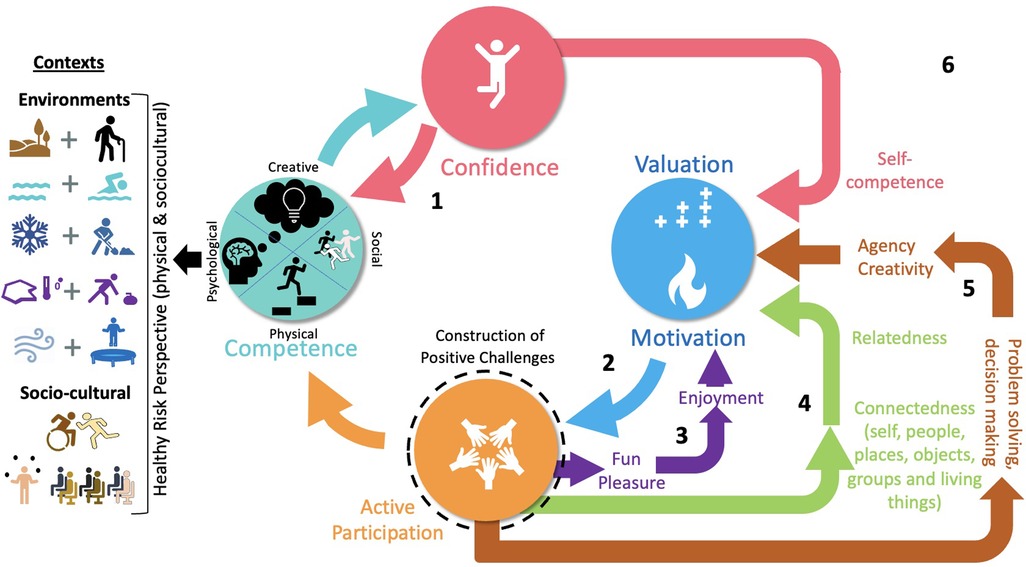 Contexts
Environments
Socio-cultural
Healthy Risk Perspective (physical & sociocultural)
Creative
Psychological
Social
Physical
Competence
Confidence
1
Construction of
Positive Challenges
Active
Participation
Valuation
Motivation
2
Enjoyment
3
Fun
Pleasure
4
6
Self-
competence
Agency
Creativity
5
Relatedness
Connectedness
(self, people,
places, objects,
groups and living
things)
Problem solving,
decision making